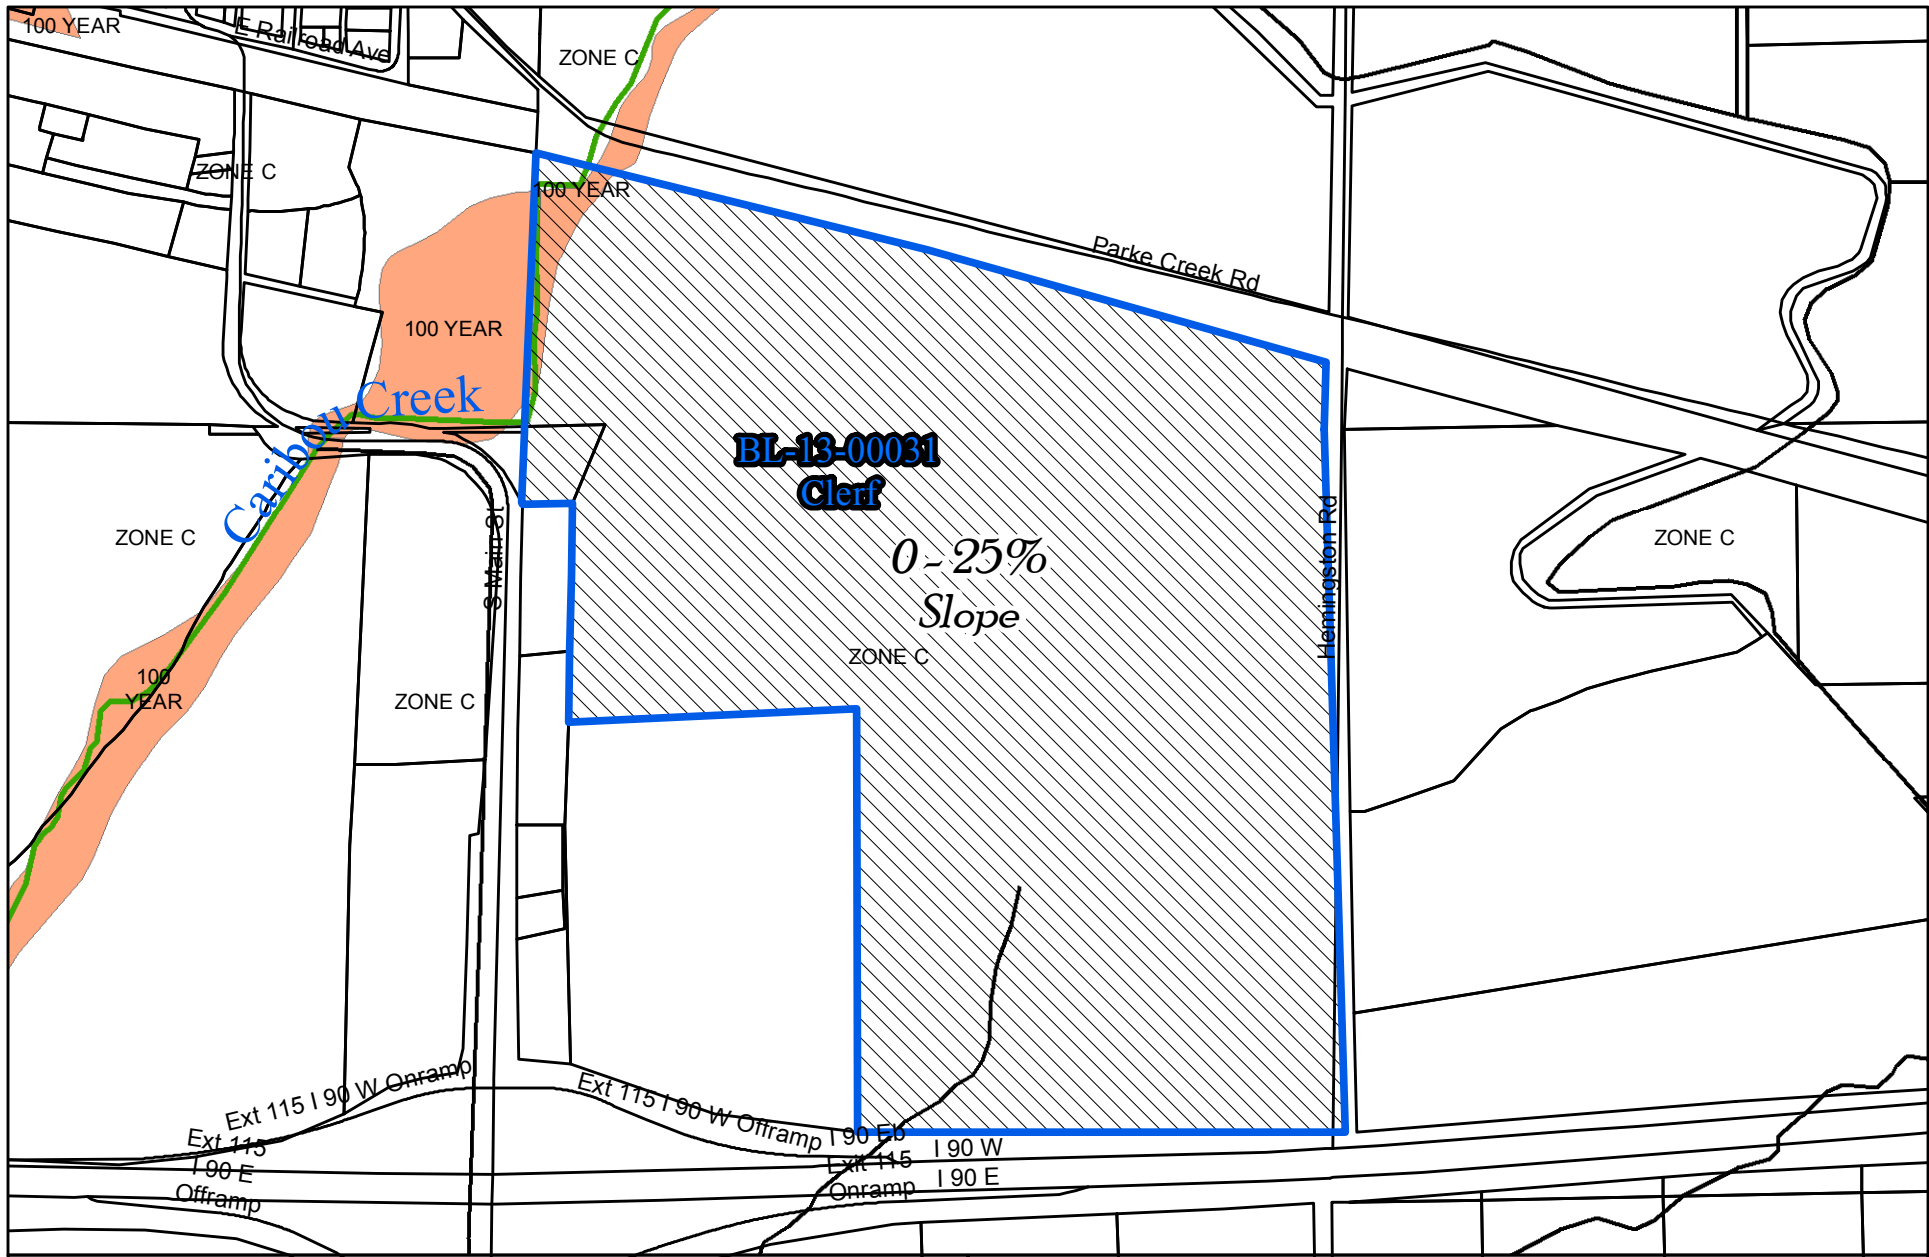 100 YEAR
E Railroad Ave
ZONE C
ZONE C
100 YEAR
Parke Creek Rd
100 YEAR
Caribou Creek
BL-13-00031
Clerf
ZONE C
S Main St
0 - 25%
Slope
Hemingston Rd
ZONE C
ZONE C
100
YEAR
ZONE C
Ext 115 I 90 W Onramp
Ext 115 I 90 W Offramp
Ext 115
I 90 E
Offramp
I 90 Eb
Exit 115
Onramp
I 90 W
I 90 E